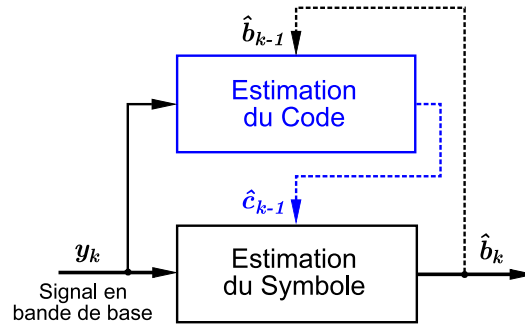 b̂ₖ₋₁
Estimation
du Code
ĉₖ₋₁
yₖ
b̂ₖ
Estimation
du Symbole
Signal en
bande de base